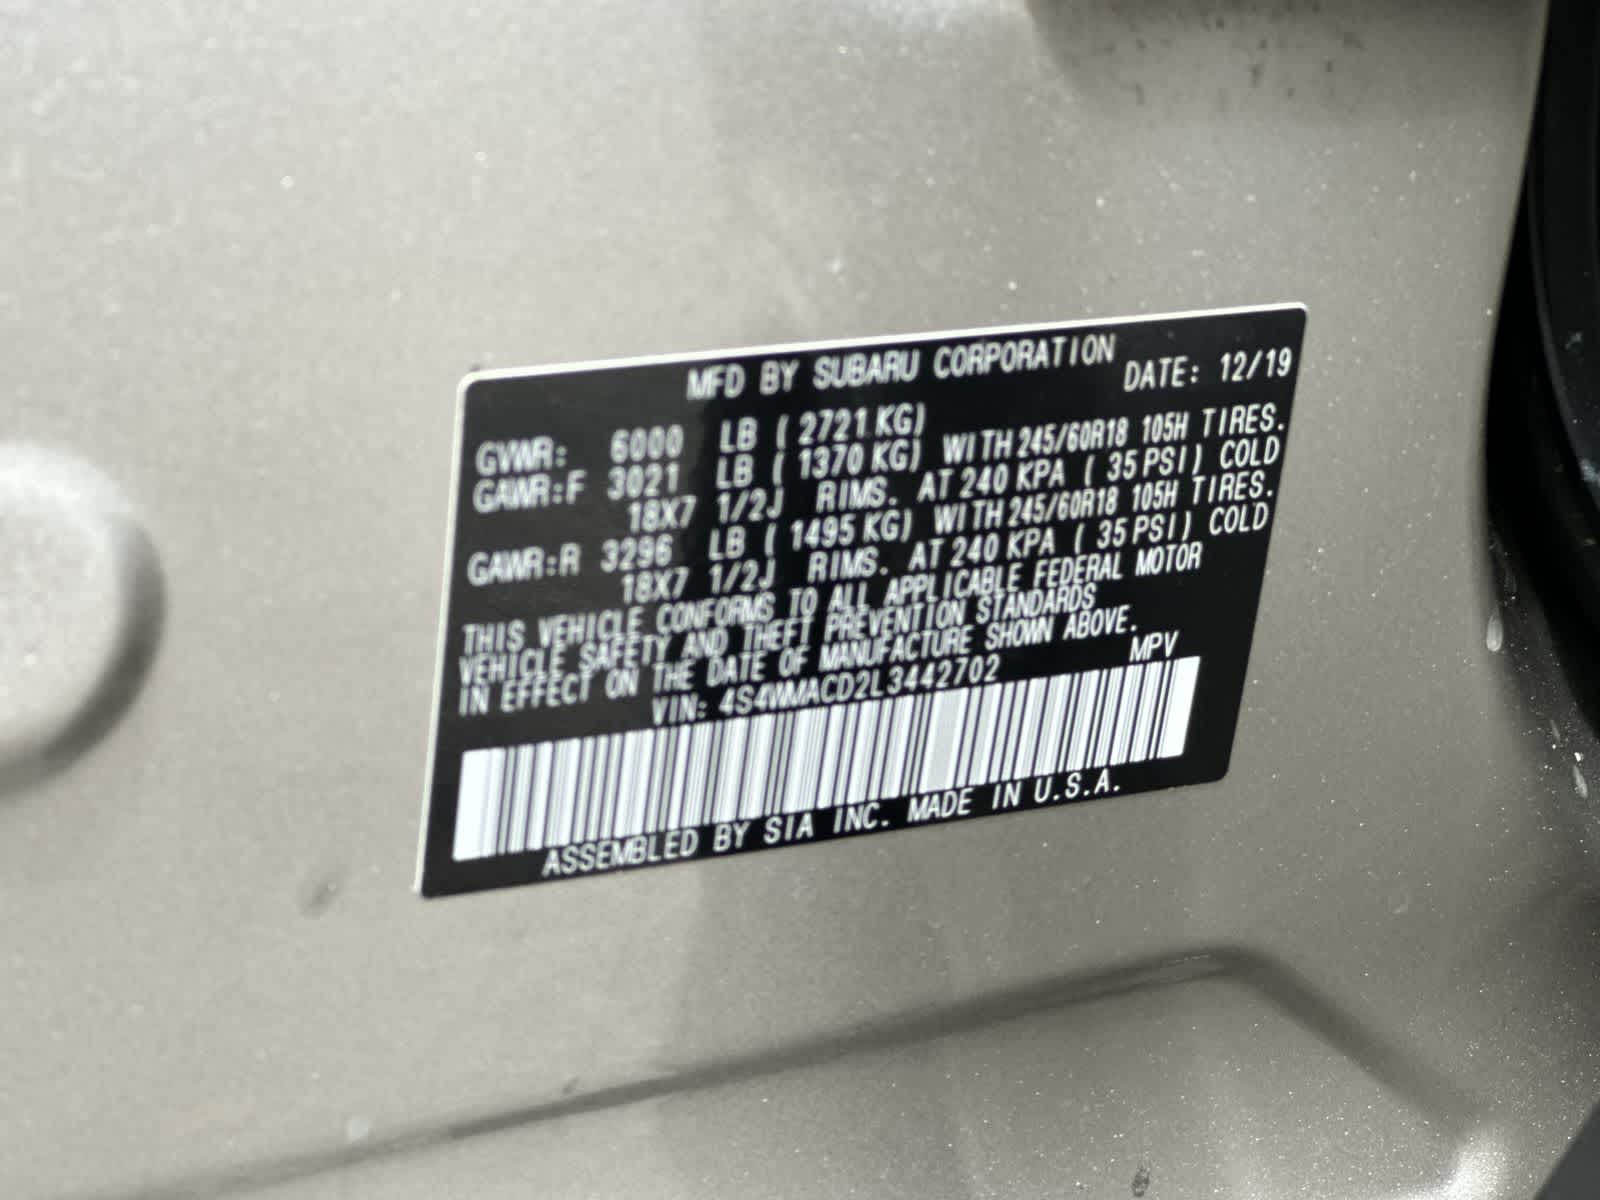 MFD BY SUBARU CORPORATION
DATE: 12/19
GVWR: 6000 LB ( 2721 KG)
GAWR:F 3021 LB ( 1370 KG) WITH 245/60R18 105H TIRES.
18X7 1/2J RIMS. AT 240 KPA ( 35 PSI) COLD
GAWR:R 3296 LB ( 1495 KG) WITH 245/60R18 105H TIRES.
18X7 1/2J RIMS. AT 240 KPA ( 35 PSI) COLD
THIS VEHICLE CONFORMS TO ALL APPLICABLE FEDERAL MOTOR
VEHICLE SAFETY AND THEFT PREVENTION STANDARDS
IN EFFECT ON THE DATE OF MANUFACTURE SHOWN ABOVE.
VIN: 4S4WMACD2L3442702 MPV
ASSEMBLED BY SIA INC. MADE IN U.S.A.